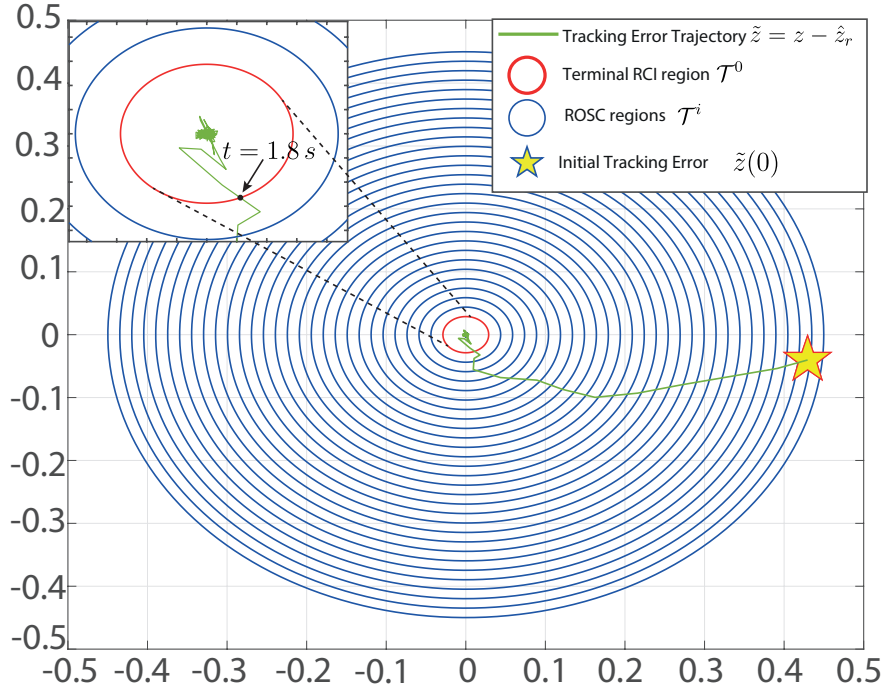 Tracking Error Trajectory z̃ = z − ẑᵣ
Terminal RCI region 𝒯⁰
ROSC regions 𝒯ⁱ
Initial Tracking Error z̃(0)
t = 1.8 s
0.5
0.4
0.3
0.2
0.1
0
-0.1
-0.2
-0.3
-0.4
-0.5
-0.5 -0.4 -0.3 -0.2 -0.1 0 0.1 0.2 0.3 0.4 0.5